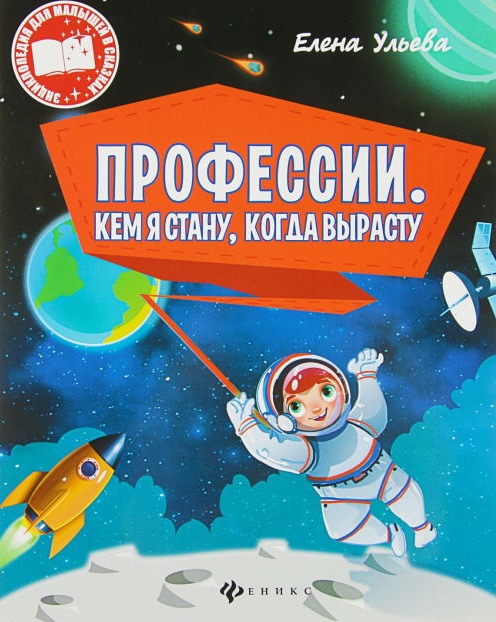 ЭНЦИКЛОПЕДИЯ ДЛЯ МАЛЫШЕЙ В СКАЗКАХ
Елена Ульева
ПРОФЕССИИ.
КЕМ Я СТАНУ, КОГДА ВЫРАСТУ
ФЕНИКС